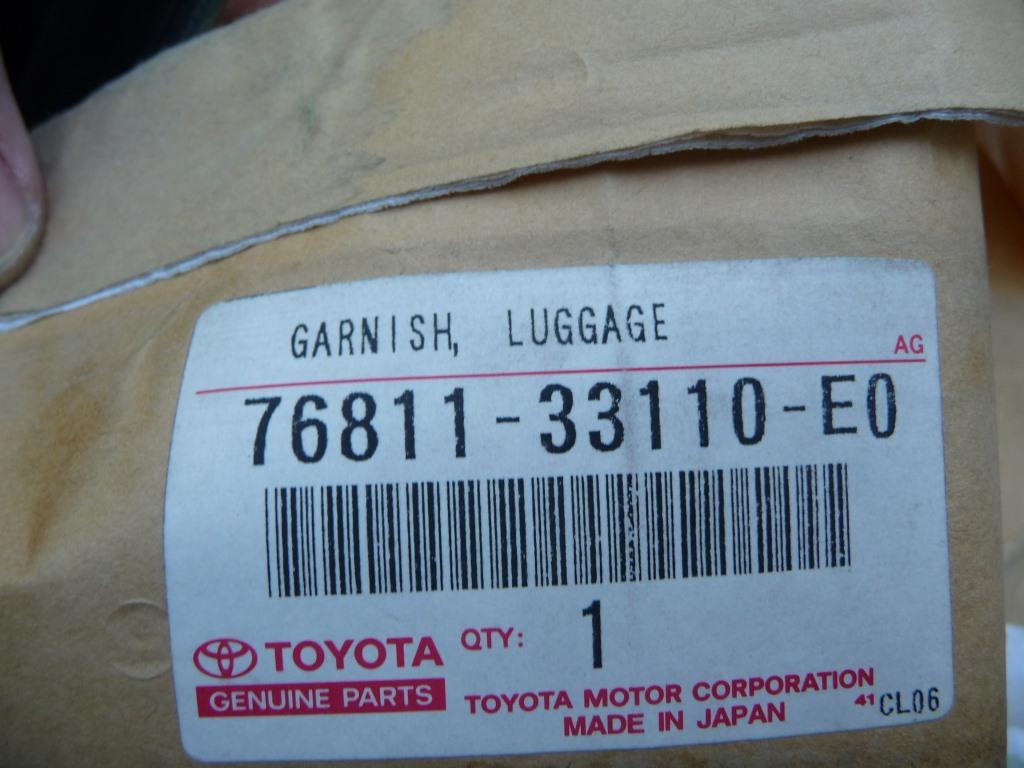 GARNISH, LUGGAGE
AG
76811-33110-E0
QTY: 1
TOYOTA
GENUINE PARTS
TOYOTA MOTOR CORPORATION
MADE IN JAPAN
41 CL06